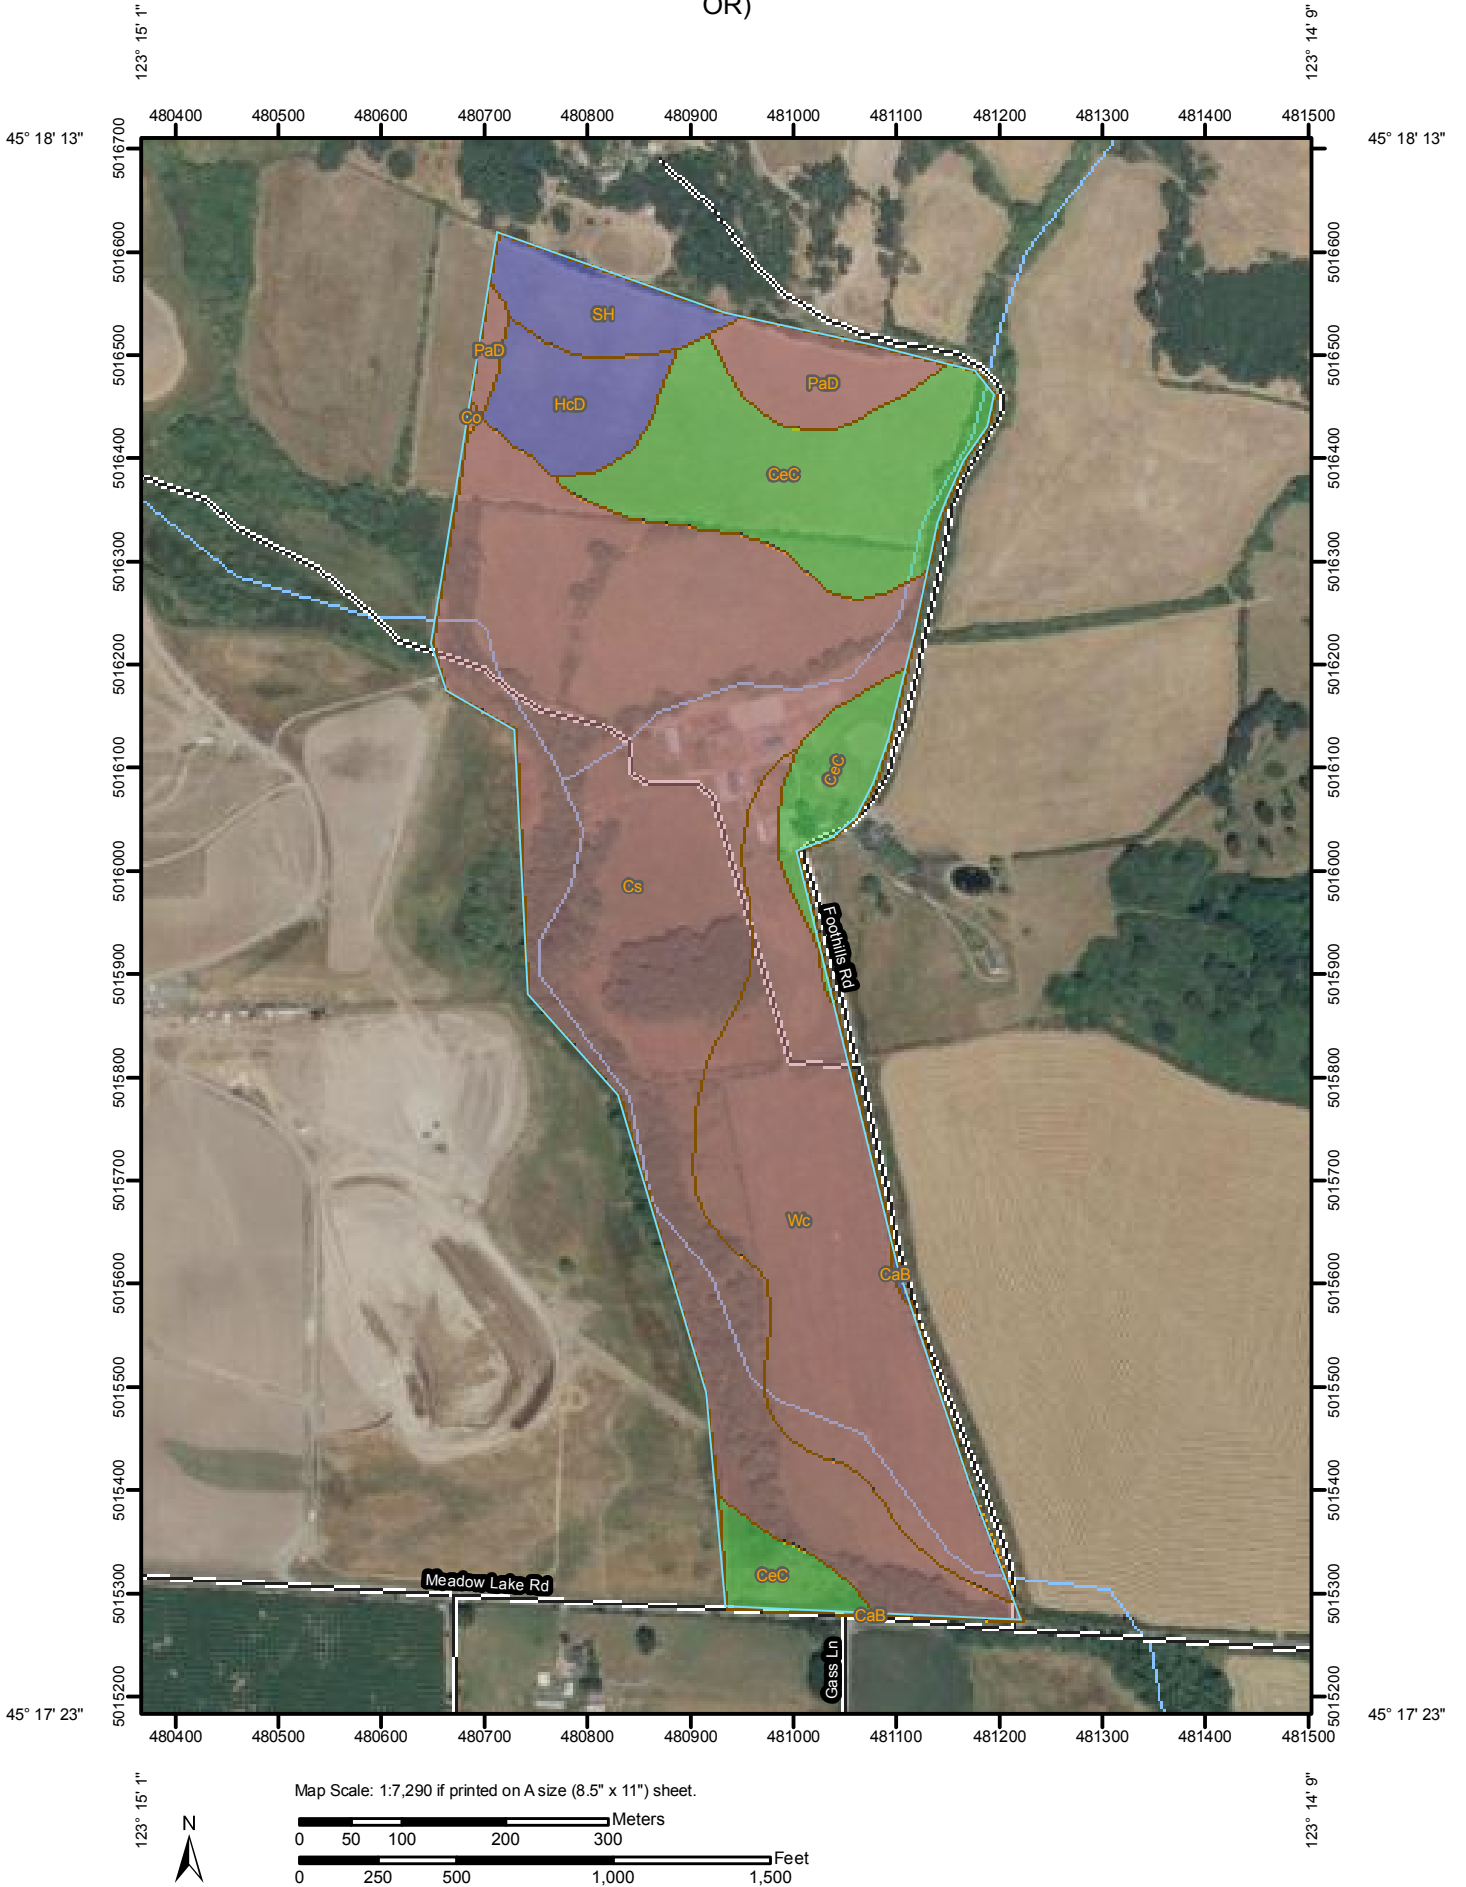 OR)
123° 15' 1"
123° 14' 9"
480400 480500 480600 480700 480800 480900 481000 481100 481200 481300 481400 481500
45° 18' 13"
45° 18' 13"
5016700
5016600 5016600
5016500 5016500
5016400 5016400
5016300 5016300
5016200 5016200
5016100 5016100
5016000 5016000
5015900 5015900
5015800 5015800
5015700 5015700
5015600 5015600
5015500 5015500
5015400 5015400
5015300 5015300
5015200 5015200
SH
PaD
PaD
HcD
Co
CeC
CeC
Cs
Foothills Rd
Wc
CaB
CeC
Meadow Lake Rd
CaB
Gass Ln
45° 17' 23"
45° 17' 23"
480400 480500 480600 480700 480800 480900 481000 481100 481200 481300 481400 481500
123° 15' 1"
123° 14' 9"
Map Scale: 1:7,290 if printed on A size (8.5" x 11") sheet.
N
Meters
0 50 100 200 300
Feet
0 250 500 1,000 1,500